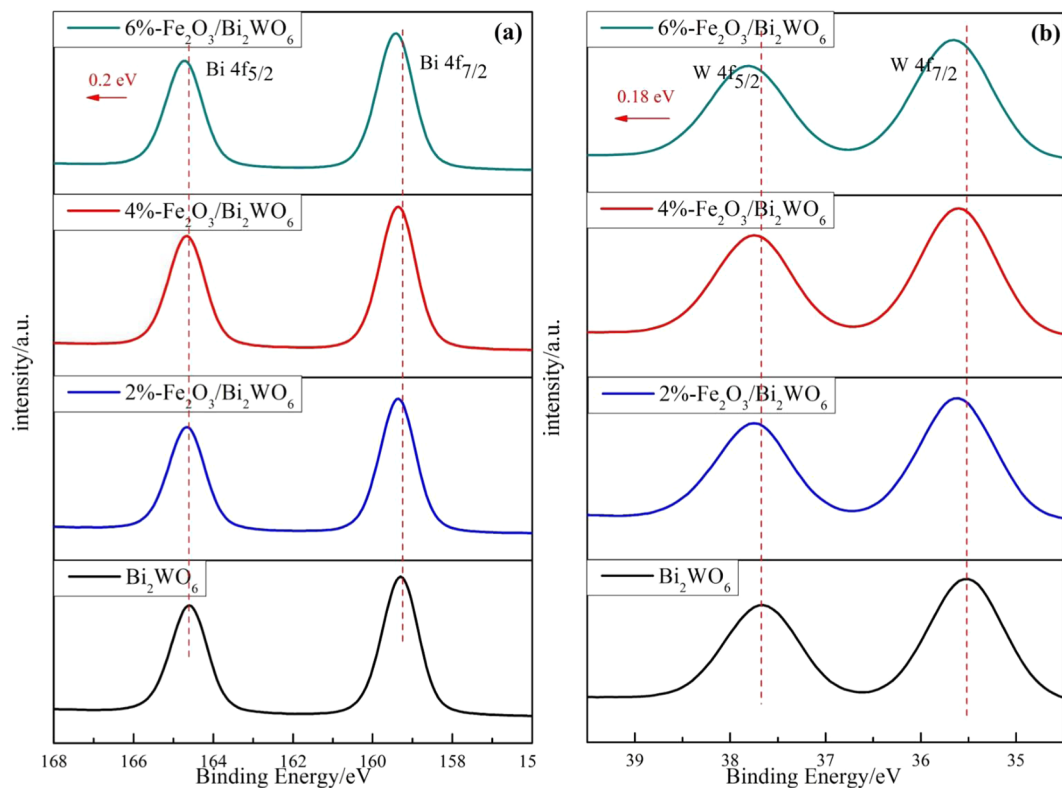 6%-Fe₂O₃/Bi₂WO₆
(a)
Bi 4f₅/₂
Bi 4f₇/₂
0.2 eV
4%-Fe₂O₃/Bi₂WO₆
2%-Fe₂O₃/Bi₂WO₆
Bi₂WO₆
intensity/a.u.
168 166 164 162 160 158 15
Binding Energy/eV
6%-Fe₂O₃/Bi₂WO₆
(b)
W 4f₅/₂
W 4f₇/₂
0.18 eV
4%-Fe₂O₃/Bi₂WO₆
2%-Fe₂O₃/Bi₂WO₆
Bi₂WO₆
intensity/a.u.
39 38 37 36 35
Binding Energy/eV